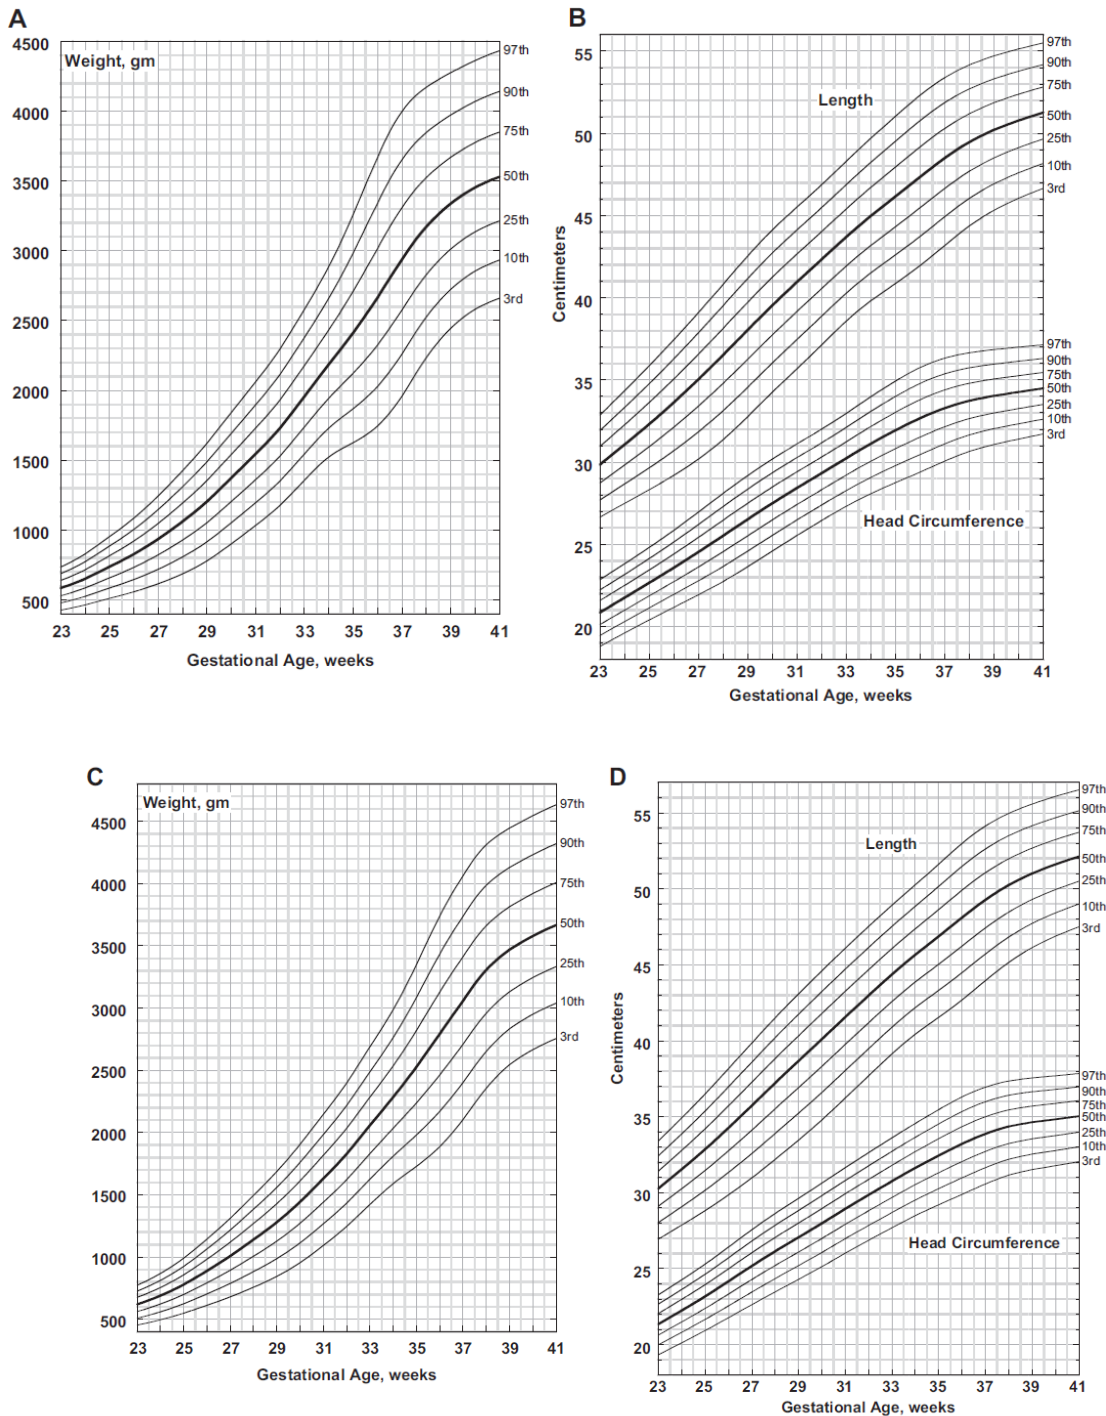 A
Weight, gm
4500
4000
3500
3000
2500
2000
1500
1000
500
97th
90th
75th
50th
25th
10th
3rd
23 25 27 29 31 33 35 37 39 41
Gestational Age, weeks
B
Length
Centimeters
55
50
45
40
35
30
25
20
97th
90th
75th
50th
25th
10th
3rd
97th
90th
75th
50th
25th
10th
3rd
Head Circumference
23 25 27 29 31 33 35 37 39 41
Gestational Age, weeks
C
Weight, gm
4500
4000
3500
3000
2500
2000
1500
1000
500
97th
90th
75th
50th
25th
10th
3rd
23 25 27 29 31 33 35 37 39 41
Gestational Age, weeks
D
Length
Centimeters
55
50
45
40
35
30
25
20
97th
90th
75th
50th
25th
10th
3rd
97th
90th
75th
50th
25th
10th
3rd
Head Circumference
23 25 27 29 31 33 35 37 39 41
Gestational Age, weeks